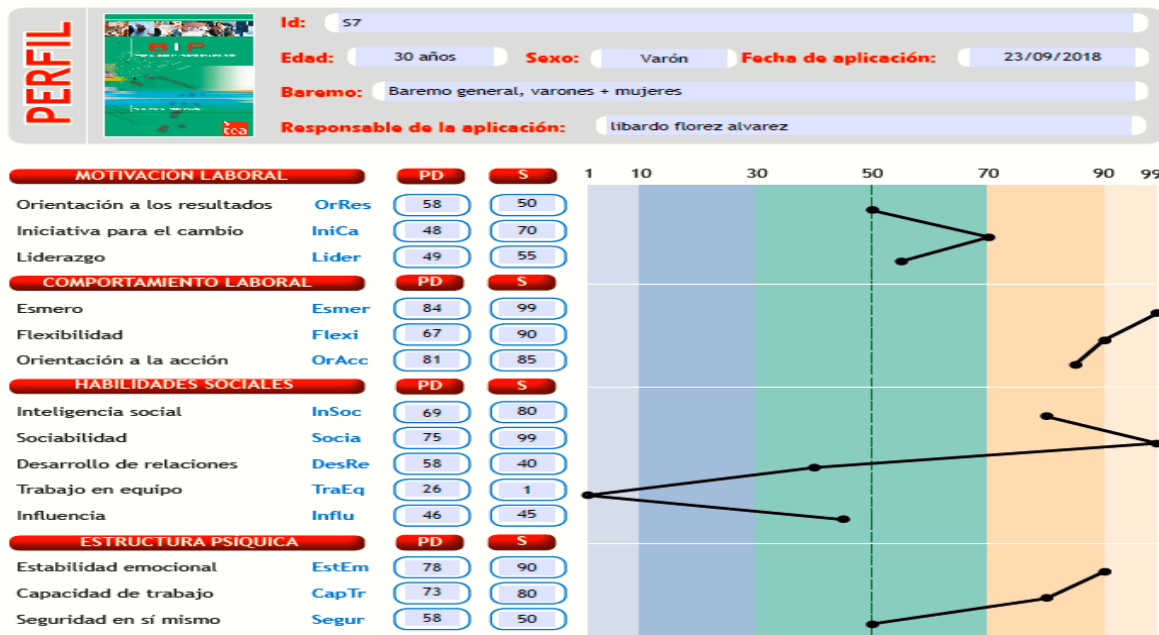 PERFIL
BIP
tea
Id: S7
Edad: 30 años Sexo: Varón Fecha de aplicación: 23/09/2018
Baremo: Baremo general, varones + mujeres
Responsable de la aplicación: libardo florez alvarez
MOTIVACIÓN LABORAL PD S 1 10 30 50 70 90 99
Orientación a los resultados OrRes 58 50
Iniciativa para el cambio IniCa 48 70
Liderazgo Lider 49 55
COMPORTAMIENTO LABORAL PD S
Esmero Esmer 84 99
Flexibilidad Flexi 67 90
Orientación a la acción OrAcc 81 85
HABILIDADES SOCIALES PD S
Inteligencia social InSoc 69 80
Sociabilidad Socia 75 99
Desarrollo de relaciones DesRe 58 40
Trabajo en equipo TraEq 26 1
Influencia Influ 46 45
ESTRUCTURA PSIQUICA PD S
Estabilidad emocional EstEm 78 90
Capacidad de trabajo CapTr 73 80
Seguridad en sí mismo Segur 58 50